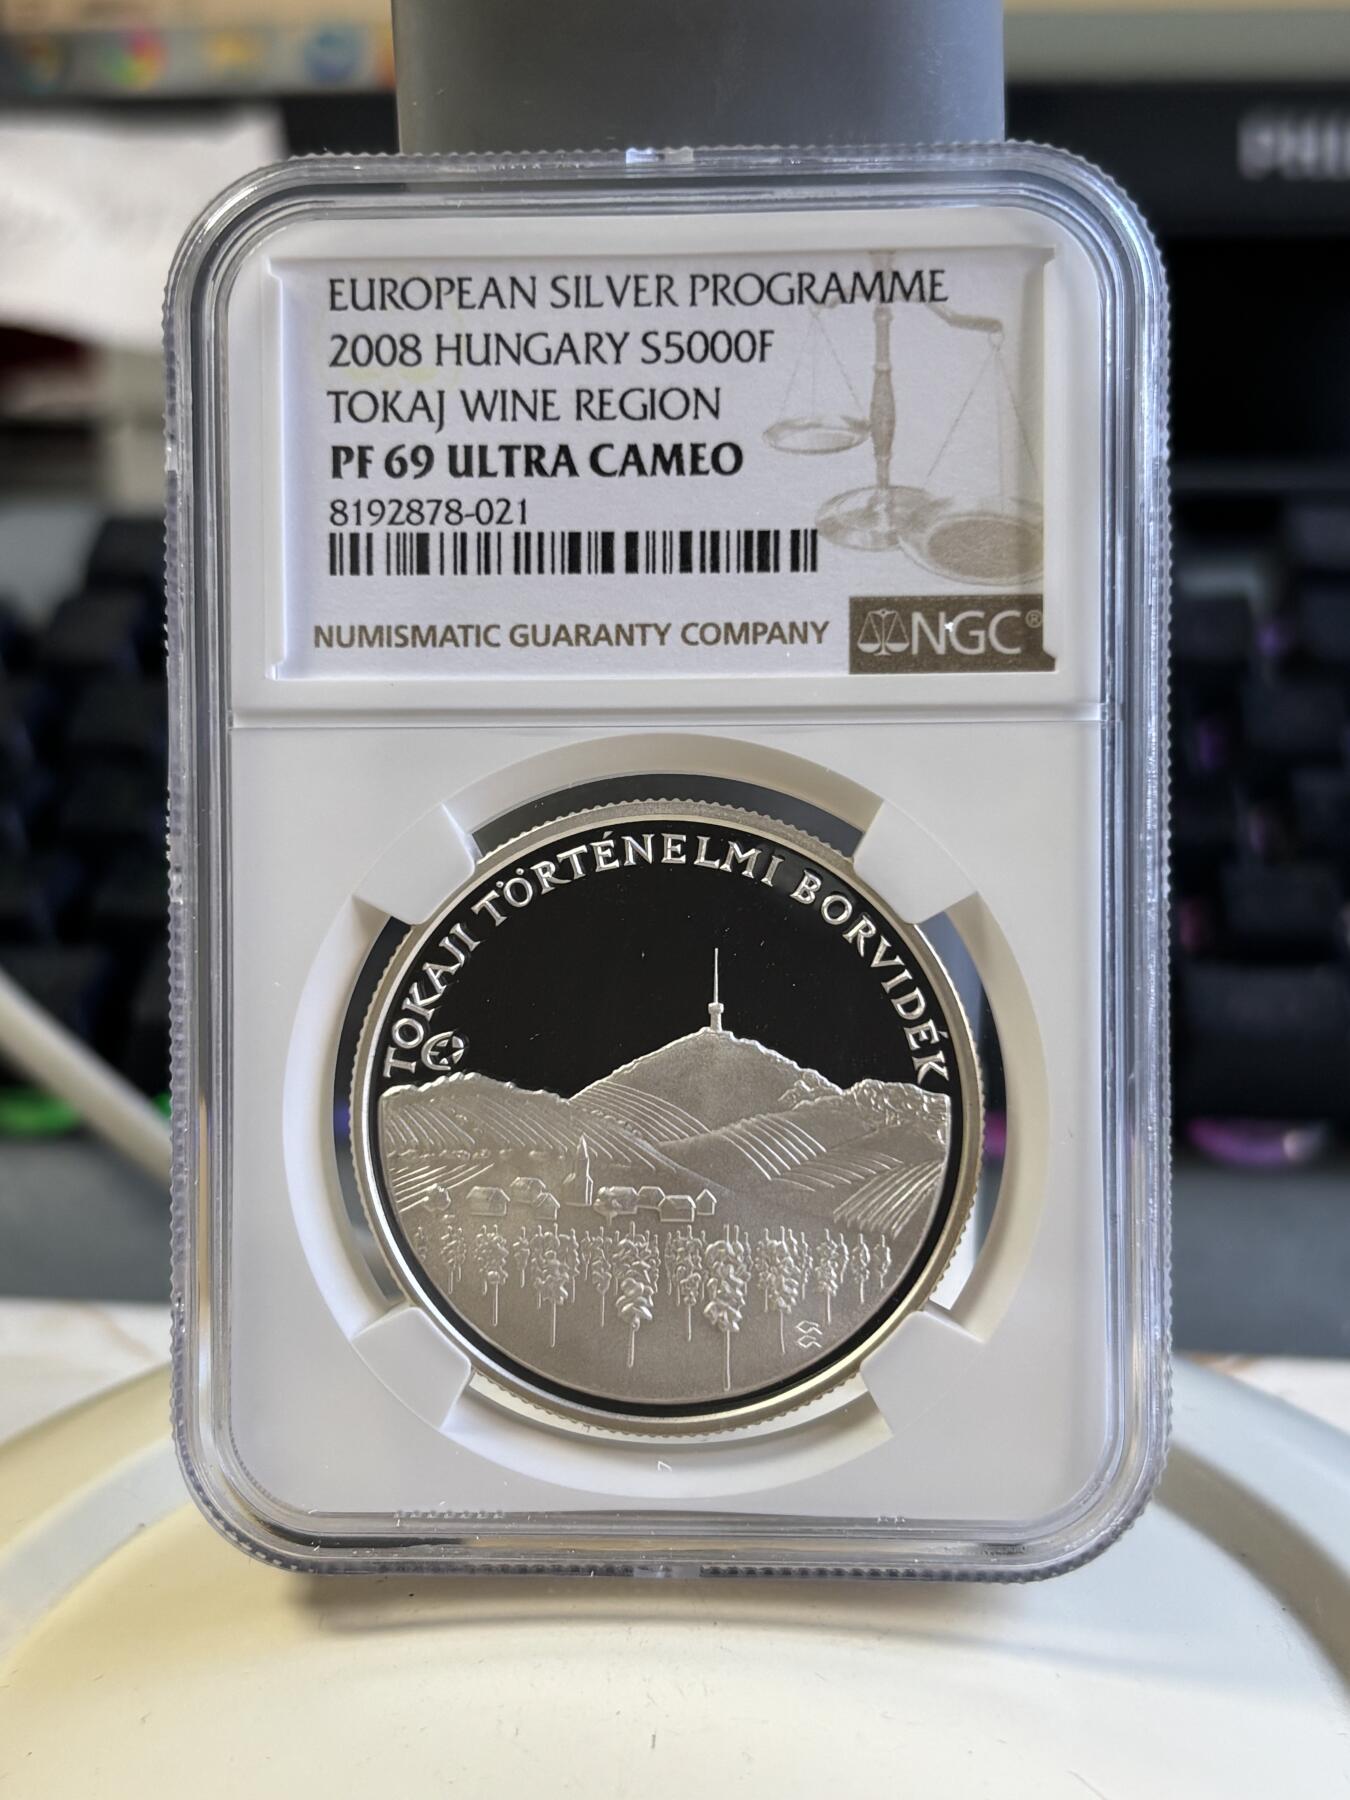 EUROPEAN SILVER PROGRAMME
2008 HUNGARY S5000F
TOKAJ WINE REGION
PF 69 ULTRA CAMEO
8192878-021
NUMISMATIC GUARANTY COMPANY
NGC®
TOKAJI TÖRTÉNELMI BORVIDÉK